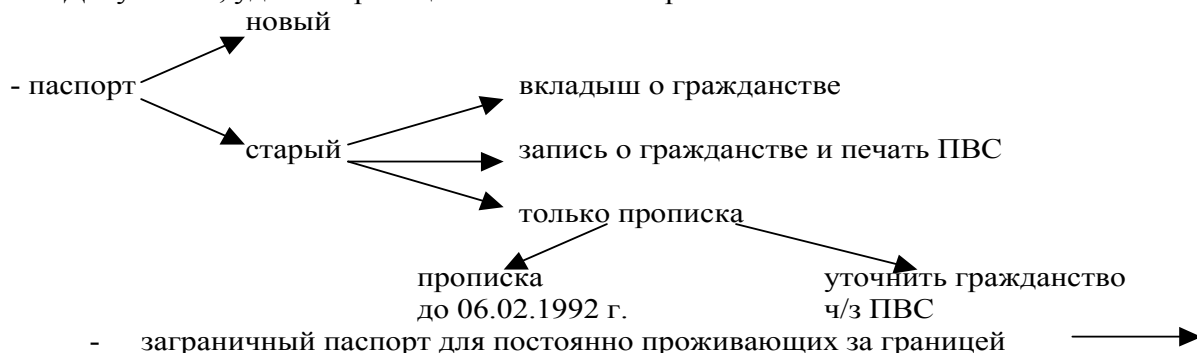 новый
- паспорт
вкладыш о гражданстве
старый
запись о гражданстве и печать ПВС
только прописка
прописка
до 06.02.1992 г.
уточнить гражданство
ч/з ПВС
- заграничный паспорт для постоянно проживающих за границей